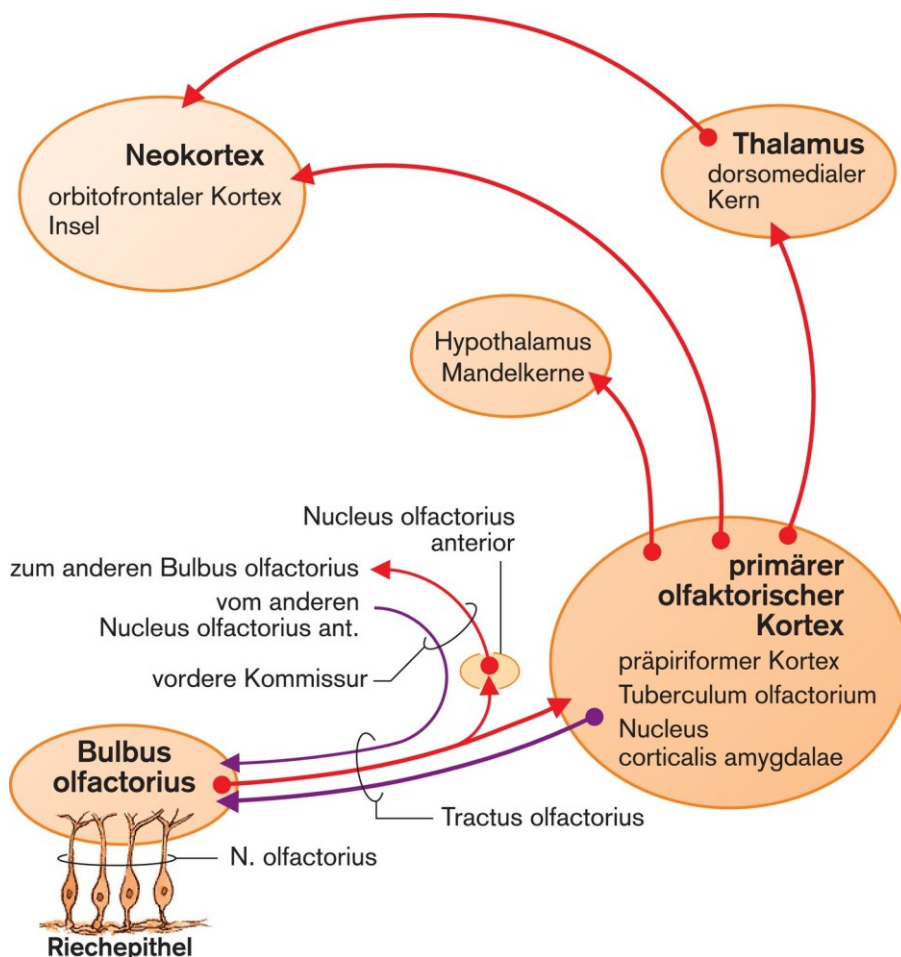 Neokortex
orbitofrontaler Kortex
Insel
Thalamus
dorsomedialer
Kern
Hypothalamus
Mandelkerne
Nucleus olfactorius
anterior
zum anderen Bulbus olfactorius
vom anderen
Nucleus olfactorius ant.
vordere Kommissur
primärer
olfaktorischer
Kortex
präpiriformer Kortex
Tuberculum olfactorium
Nucleus
corticalis amygdalae
Bulbus
olfactorius
Tractus olfactorius
N. olfactorius
Riechepithel